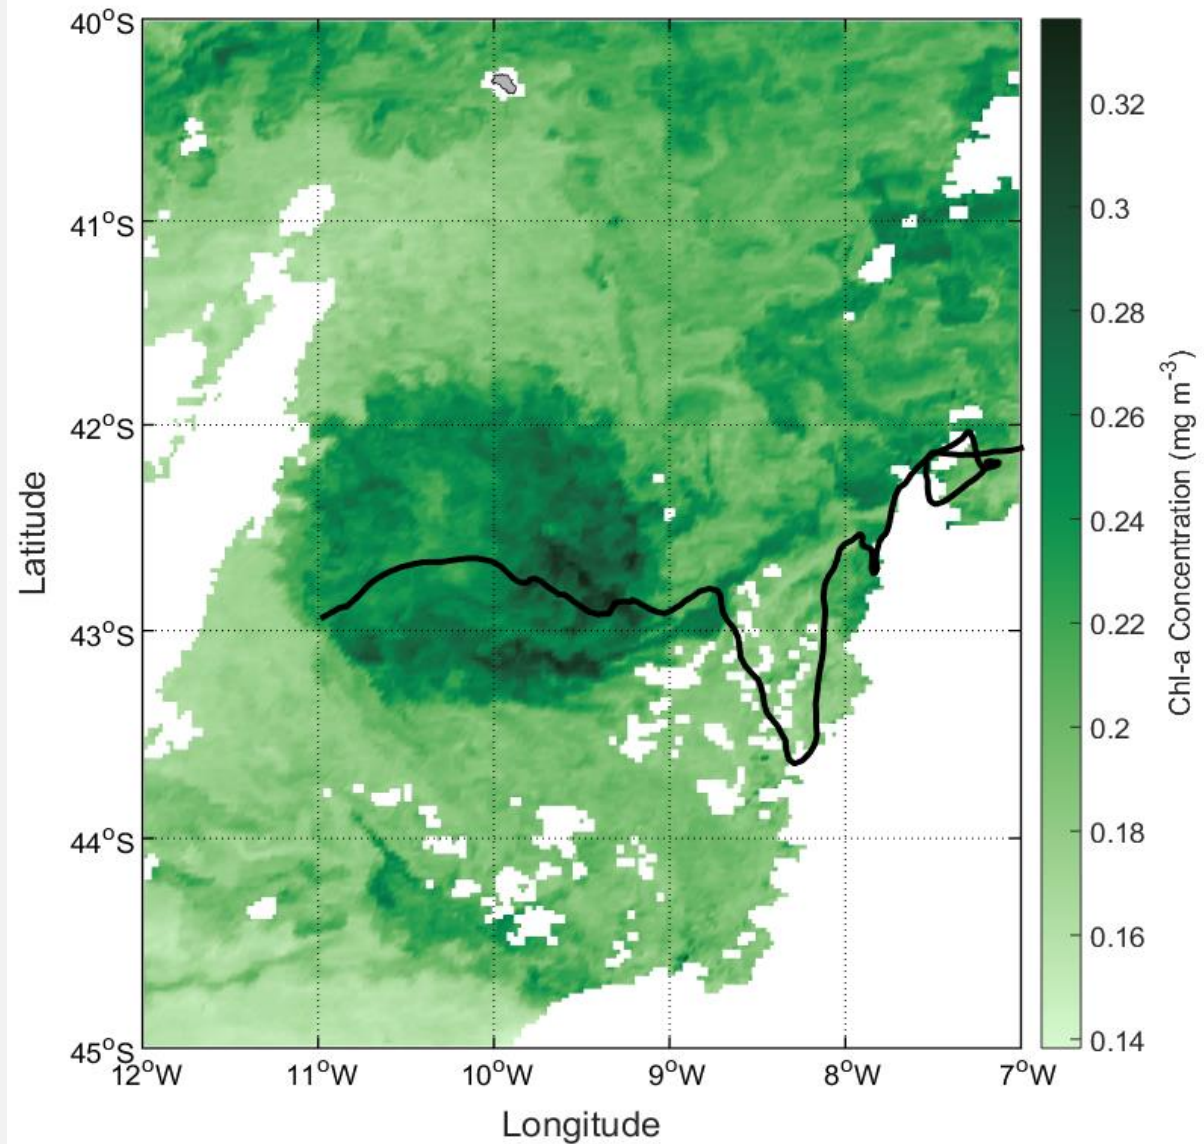 40°S
41°S
42°S
43°S
44°S
45°S
12°W 11°W 10°W 9°W 8°W 7°W
Latitude
Longitude
0.32
0.3
0.28
0.26
0.24
0.22
0.2
0.18
0.16
0.14
Chl-a Concentration (mg m⁻³)